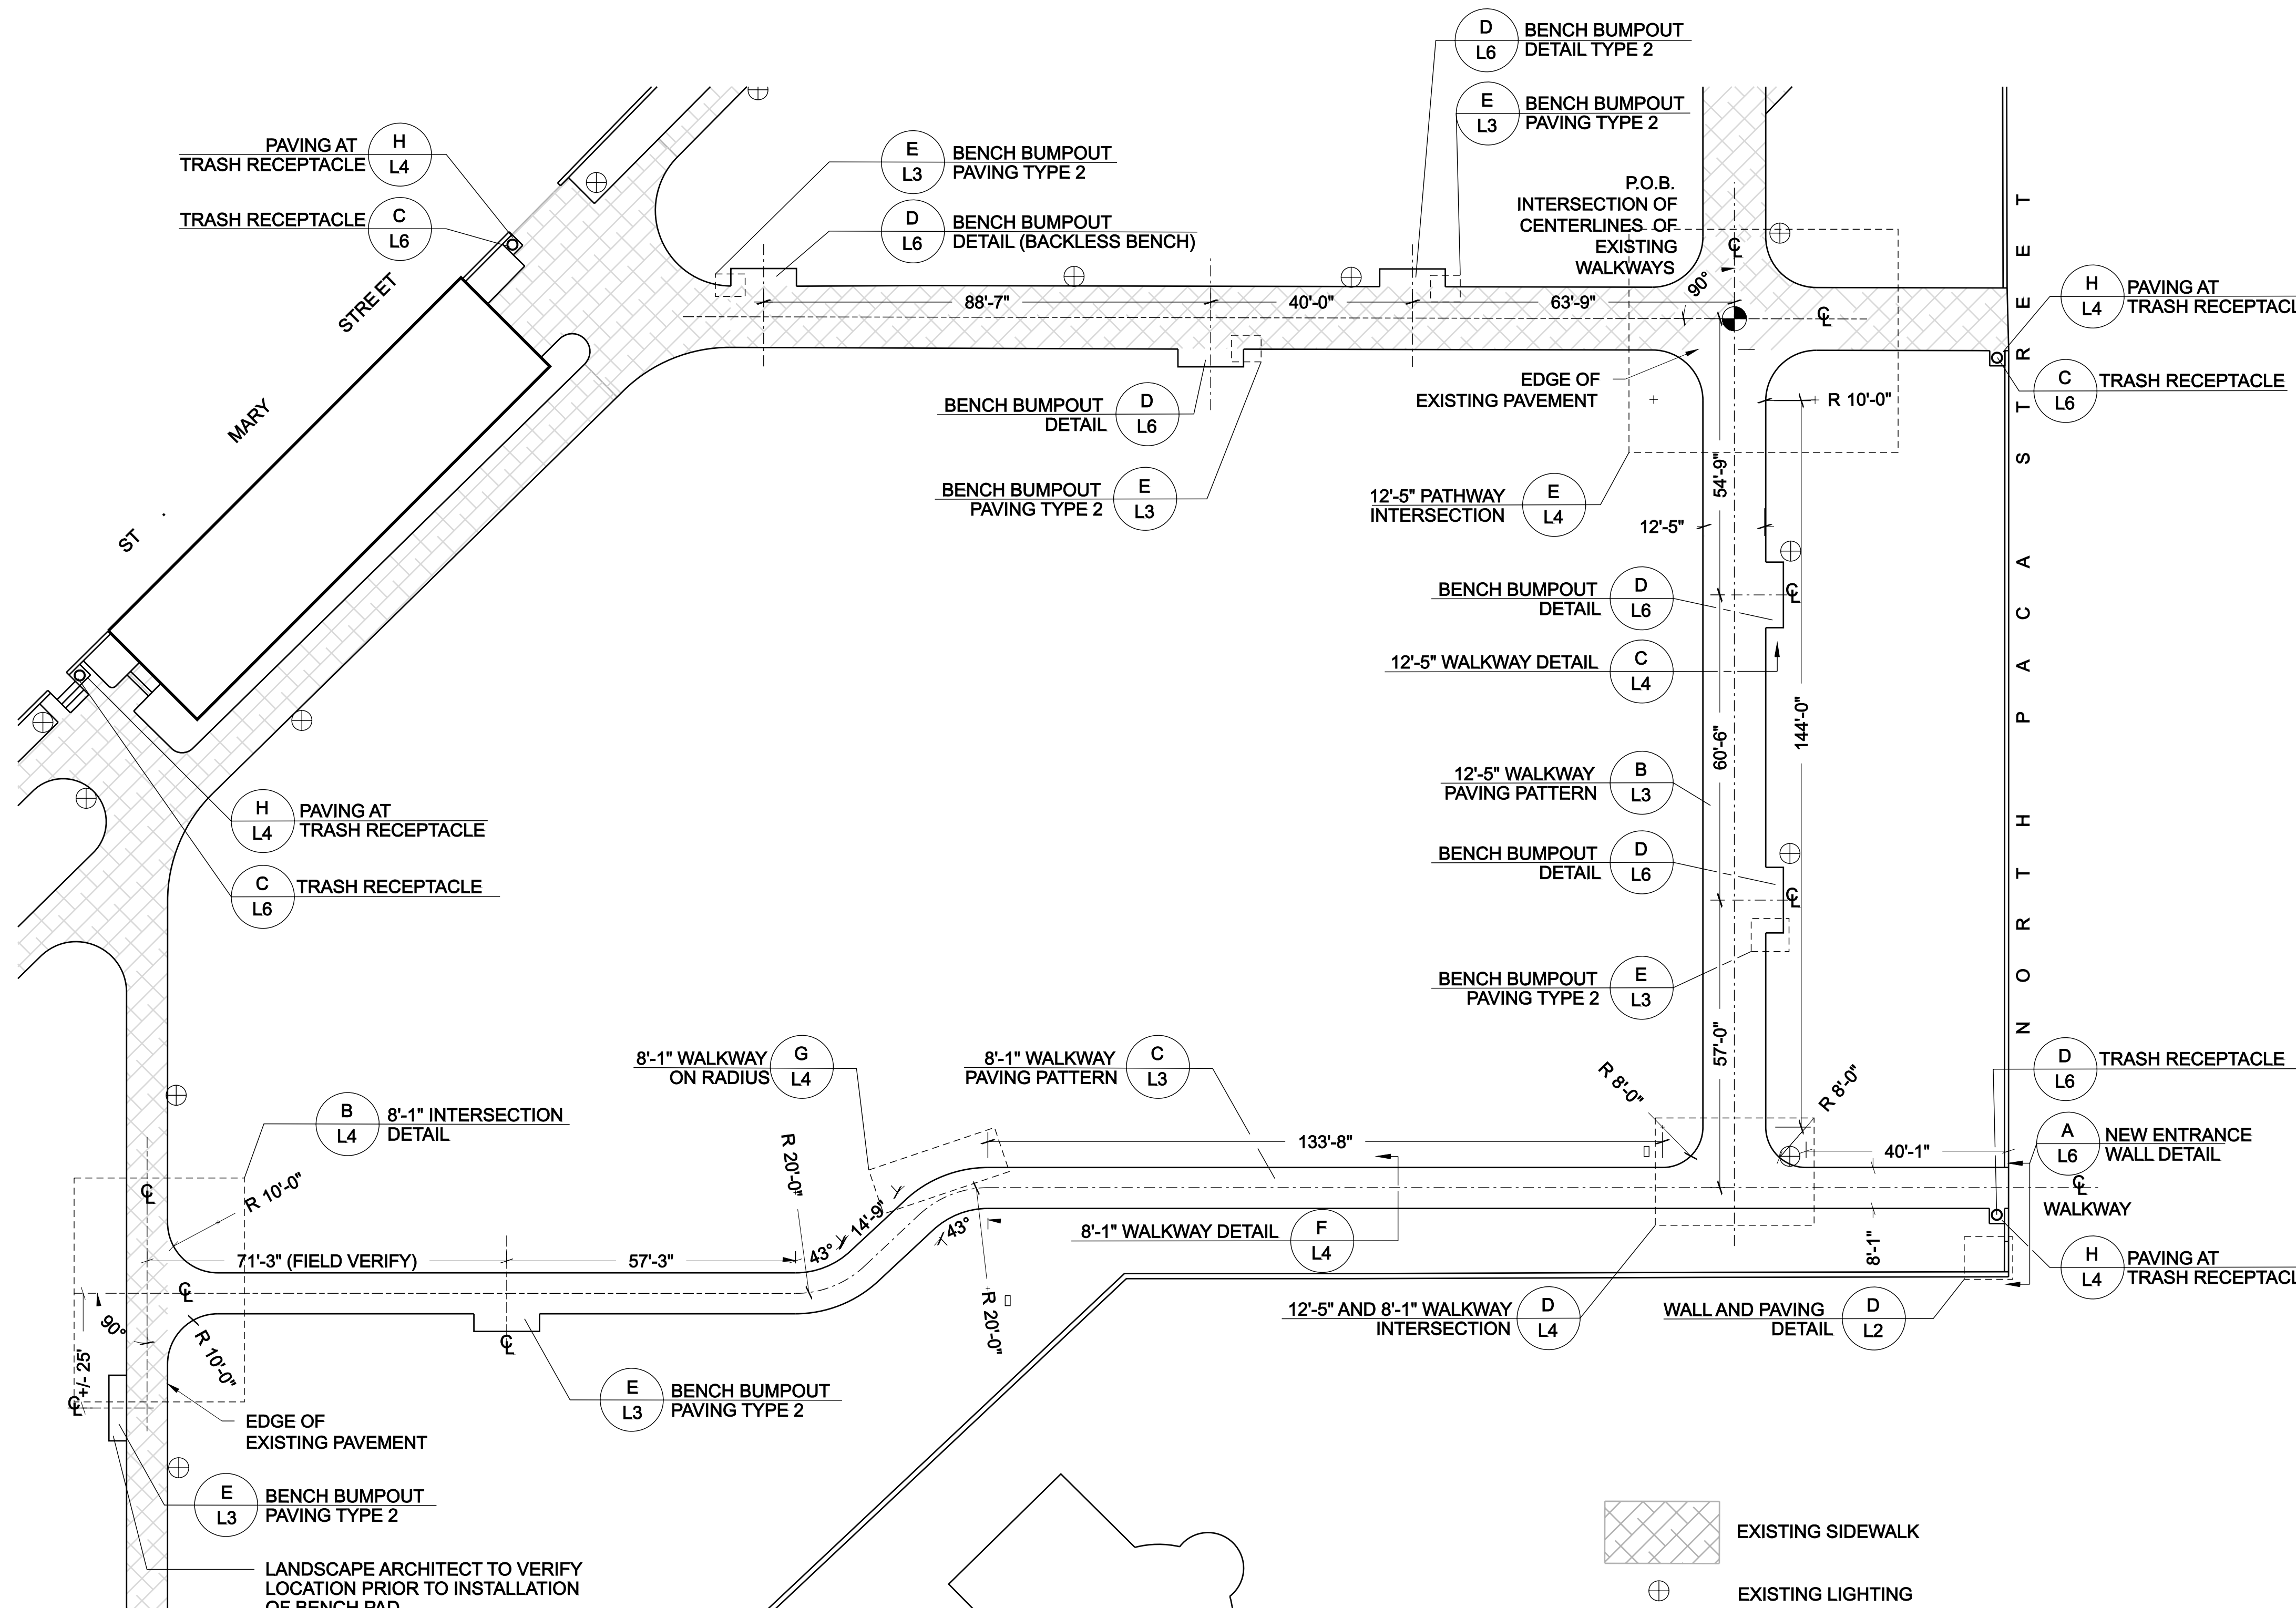 D
L6
BENCH BUMPOUT
DETAIL TYPE 2
E
L3
BENCH BUMPOUT
PAVING TYPE 2
PAVING AT
TRASH RECEPTACLE
H
L4
TRASH RECEPTACLE
C
L6
E
L3
BENCH BUMPOUT
PAVING TYPE 2
D
L6
BENCH BUMPOUT
DETAIL (BACKLESS BENCH)
P.O.B.
INTERSECTION OF
CENTERLINES OF
EXISTING
WALKWAYS
90°
℄
℄
88'-7"
40'-0"
63'-9"
H
L4
PAVING AT
TRASH RECEPTACL
C
L6
TRASH RECEPTACLE
EDGE OF
EXISTING PAVEMENT
R 10'-0"
ST. MARY STREET
NORTH PACA STREET
BENCH BUMPOUT
DETAIL
D
L6
BENCH BUMPOUT
PAVING TYPE 2
E
L3
12'-5" PATHWAY
INTERSECTION
E
L4
54'-9"
12'-5"
BENCH BUMPOUT
DETAIL
D
L6
℄
12'-5" WALKWAY DETAIL
C
L4
60'-6"
144'-0"
12'-5" WALKWAY
PAVING PATTERN
B
L3
BENCH BUMPOUT
DETAIL
D
L6
℄
BENCH BUMPOUT
PAVING TYPE 2
E
L3
57'-0"
H
L4
PAVING AT
TRASH RECEPTACLE
C
L6
TRASH RECEPTACLE
8'-1" WALKWAY
ON RADIUS
G
L4
8'-1" WALKWAY
PAVING PATTERN
C
L3
R 8'-0"
R 8'-0"
D
L6
TRASH RECEPTACLE
B
L4
8'-1" INTERSECTION
DETAIL
A
L6
NEW ENTRANCE
WALL DETAIL
133'-8"
40'-1"
℄
R 10'-0"
R 20'-0"
14'-9"
43°
43°
℄
WALKWAY
8'-1" WALKWAY DETAIL
F
L4
8'-1"
71'-3" (FIELD VERIFY)
57'-3"
H
L4
PAVING AT
TRASH RECEPTACL
℄
90°
R 10'-0"
+/- 25'
℄
℄
R 20'-0"
12'-5" AND 8'-1" WALKWAY
INTERSECTION
D
L4
WALL AND PAVING
DETAIL
D
L2
E
L3
BENCH BUMPOUT
PAVING TYPE 2
EDGE OF
EXISTING PAVEMENT
E
L3
BENCH BUMPOUT
PAVING TYPE 2
LANDSCAPE ARCHITECT TO VERIFY
LOCATION PRIOR TO INSTALLATION
OF BENCH PAD
EXISTING SIDEWALK
EXISTING LIGHTING